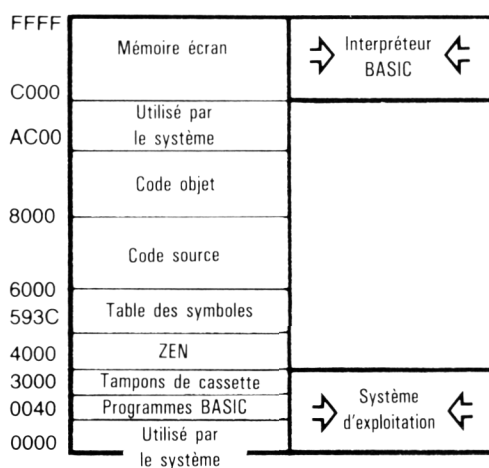 FFFF
Mémoire écran
Interpréteur
BASIC
C000
Utilisé par
le système
AC00
Code objet
8000
Code source
6000
Table des symboles
593C
ZEN
4000
Tampons de cassette
3000
Programmes BASIC
0040
Système
d'exploitation
Utilisé par
le système
0000